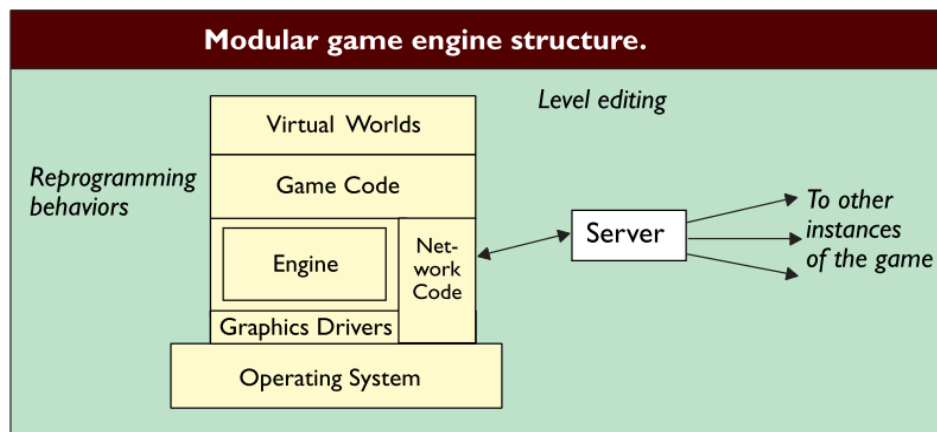 Modular game engine structure.
Level editing
Virtual Worlds
Reprogramming
behaviors
Game Code
Engine
Net-
work
Code
Graphics Drivers
Operating System
Server
To other
instances
of the game